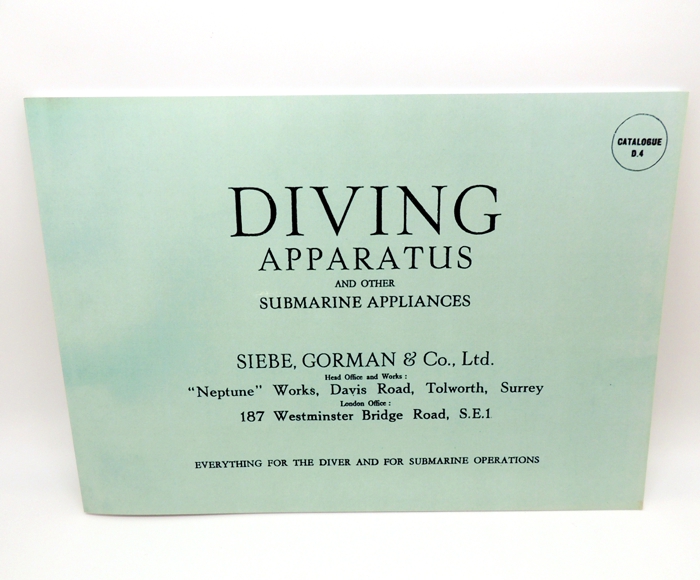 CATALOGUE
D.4
DIVING
APPARATUS
AND OTHER
SUBMARINE APPLIANCES
SIEBE, GORMAN & Co., Ltd.
Head Office and Works :
"Neptune" Works, Davis Road, Tolworth, Surrey
London Office :
187 Westminster Bridge Road, S.E.1
EVERYTHING FOR THE DIVER AND FOR SUBMARINE OPERATIONS